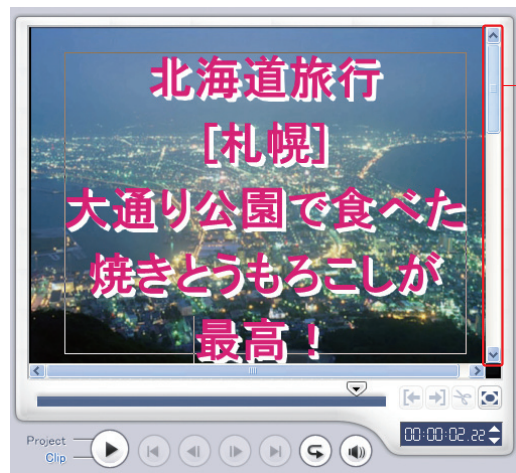 北海道旅行
[札幌]
大通り公園で食べた
焼きとうもろこしが
最高！
Project
Clip
00:00:02.22